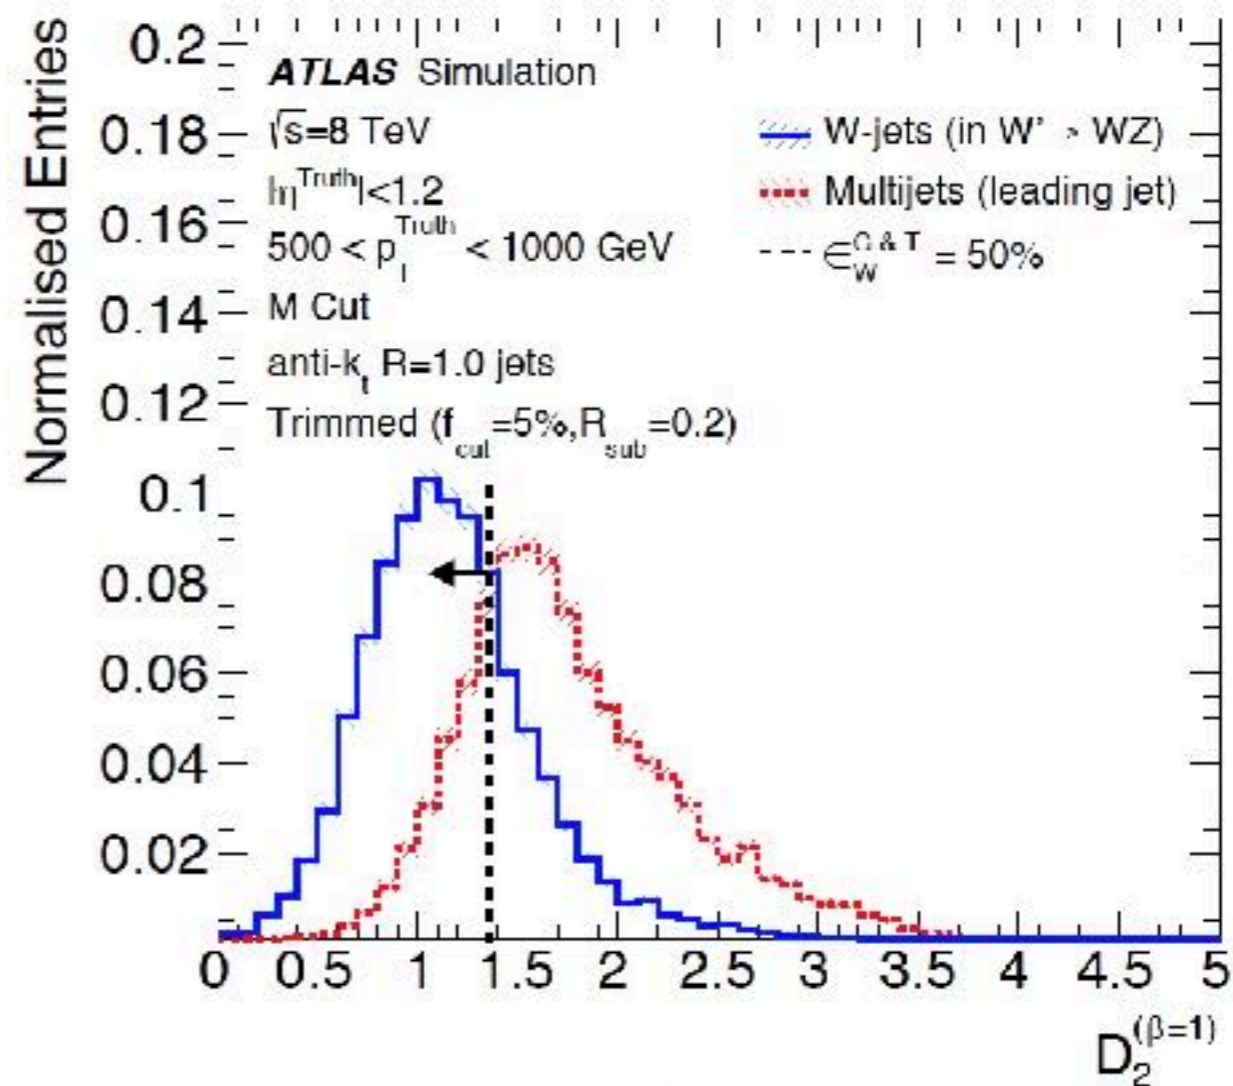 Normalised Entries
0.2
0.18
0.16
0.14
0.12
0.1
0.08
0.06
0.04
0.02
ATLAS Simulation
√s=8 TeV
|η^Truth|<1.2
500 < p_T^Truth < 1000 GeV
M Cut
anti-k_t R=1.0 jets
Trimmed (f_cut=5%,R_sub=0.2)
W-jets (in W' > WZ)
Multijets (leading jet)
∈_W^G & T = 50%
0 0.5 1 1.5 2 2.5 3 3.5 4 4.5 5
D_2^(β=1)